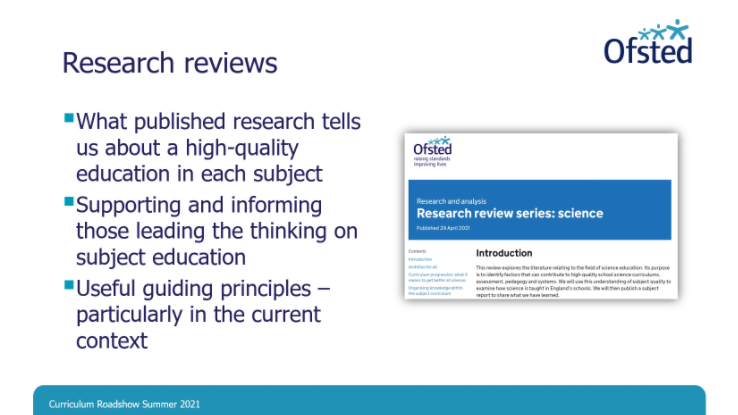 Ofsted
Research reviews
▪What published research tells
us about a high-quality
education in each subject
▪Supporting and informing
those leading the thinking on
subject education
▪Useful guiding principles –
particularly in the current
context
Ofsted
raising standards
improving lives
Research and analysis
Research review series: science
Published 29 April 2021
Contents
Introduction
Ambition for all
Curriculum progression: what it
means to get better at science
Organising knowledge within
the subject curriculum
Introduction
This review explores the literature relating to the field of science education. Its purpose
is to identify factors that can contribute to high quality school science curriculums,
assessment, pedagogy and systems. We will use this understanding of subject quality to
examine how science is taught in England's schools. We will then publish a subject
report to share what we have learned.
Curriculum Roadshow Summer 2021